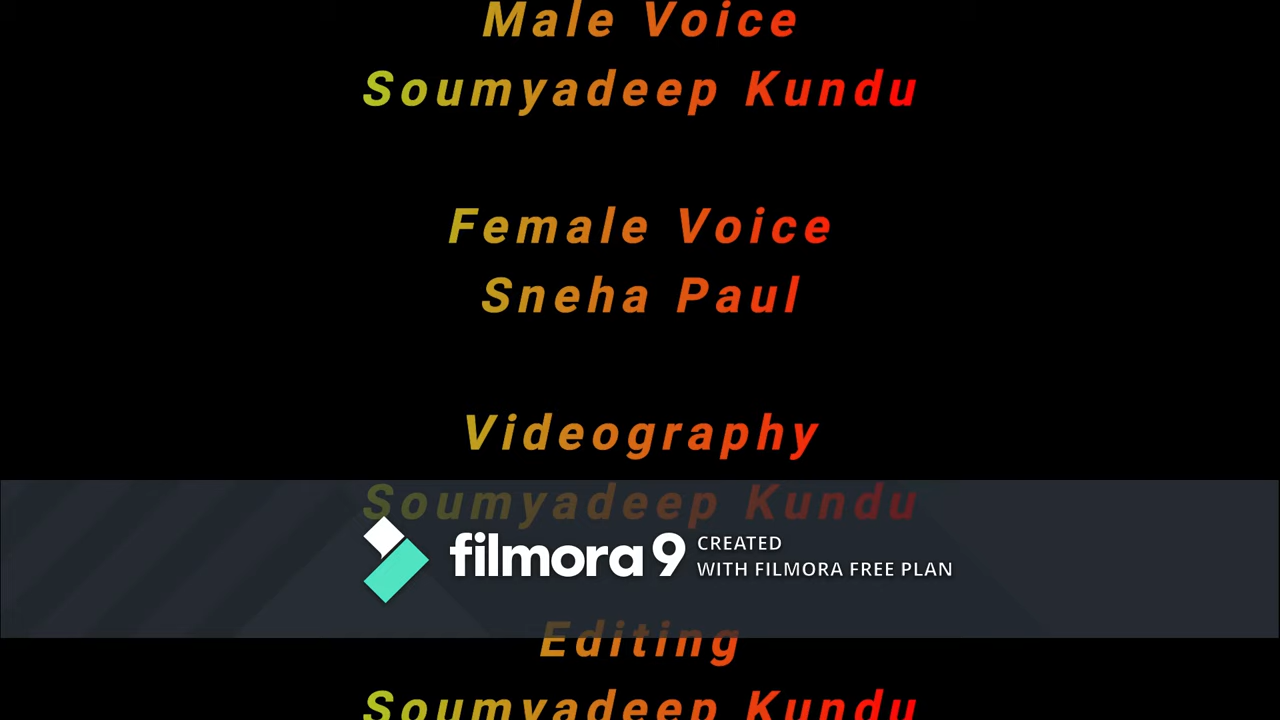 Male Voice
Soumyadeep Kundu
Female Voice
Sneha Paul
Videography
Soumyadeep Kundu
filmora 9 CREATED
WITH FILMORA FREE PLAN
Editing
Soumyadeep Kundu